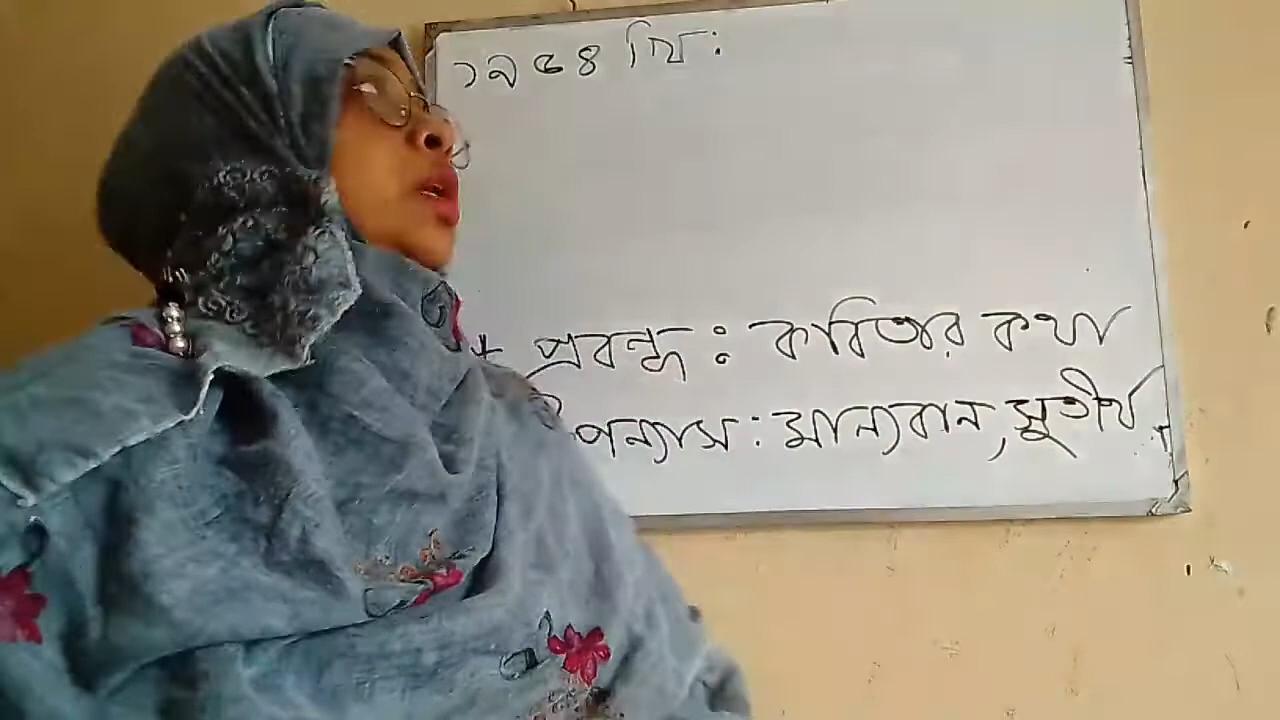 ১৯৫৪ খ্রি:
* প্রবন্ধ : কবিতার কথা
উপন্যাস : মাল্যবান, সুতীর্থ